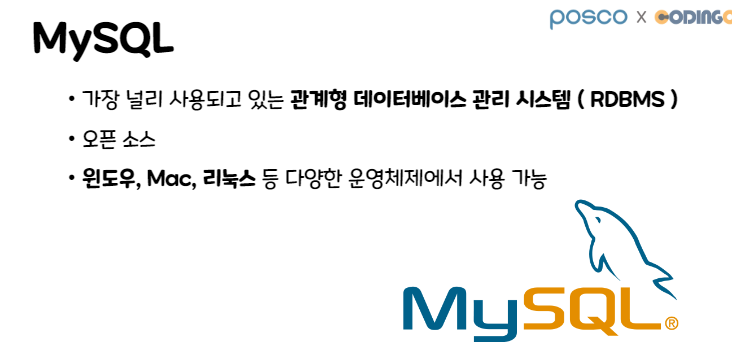 posco x CODINGO
MySQL
• 가장 널리 사용되고 있는 관계형 데이터베이스 관리 시스템 ( RDBMS )
• 오픈 소스
• 윈도우, Mac, 리눅스 등 다양한 운영체제에서 사용 가능
MySQL®